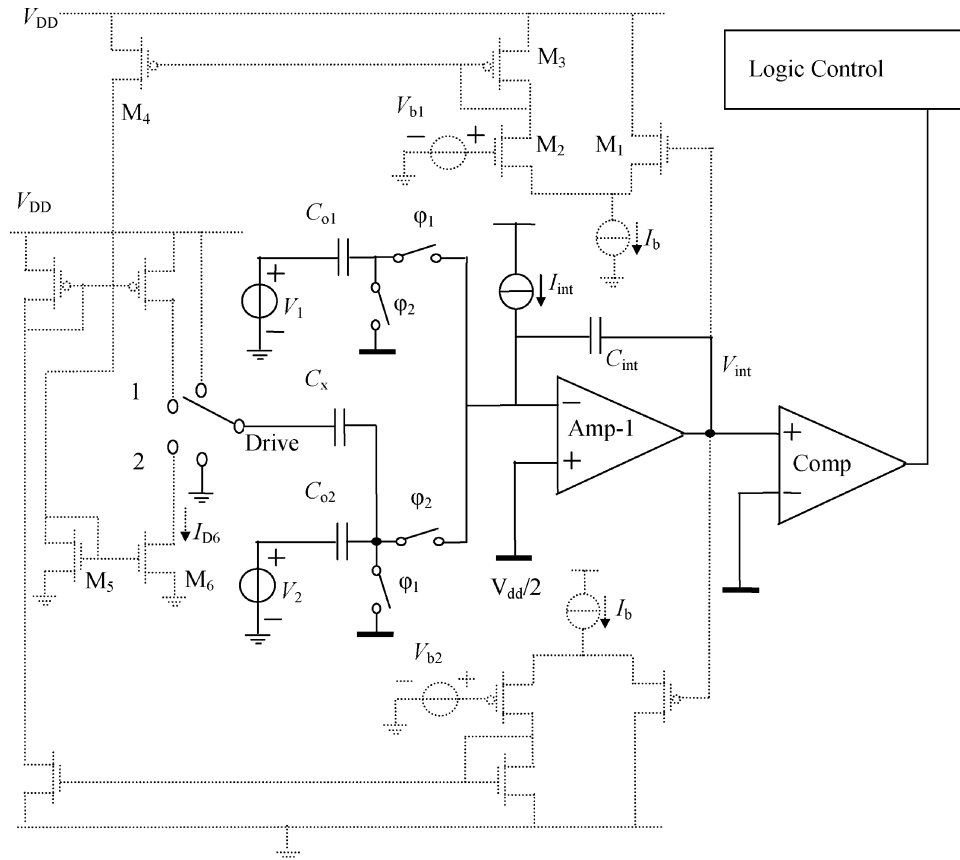 V_DD
M_3
Logic Control
M_4
V_b1
− +
M_2
M_1
V_DD
C_o1
φ_1
I_b
+
V_1
−
φ_2
I_int
C_int
V_int
1
C_x
−
Amp-1
+
+
Comp
−
Drive
2
C_o2
φ_2
I_D6
+
V_2
−
φ_1
M_5
M_6
V_dd/2
I_b
V_b2
− +